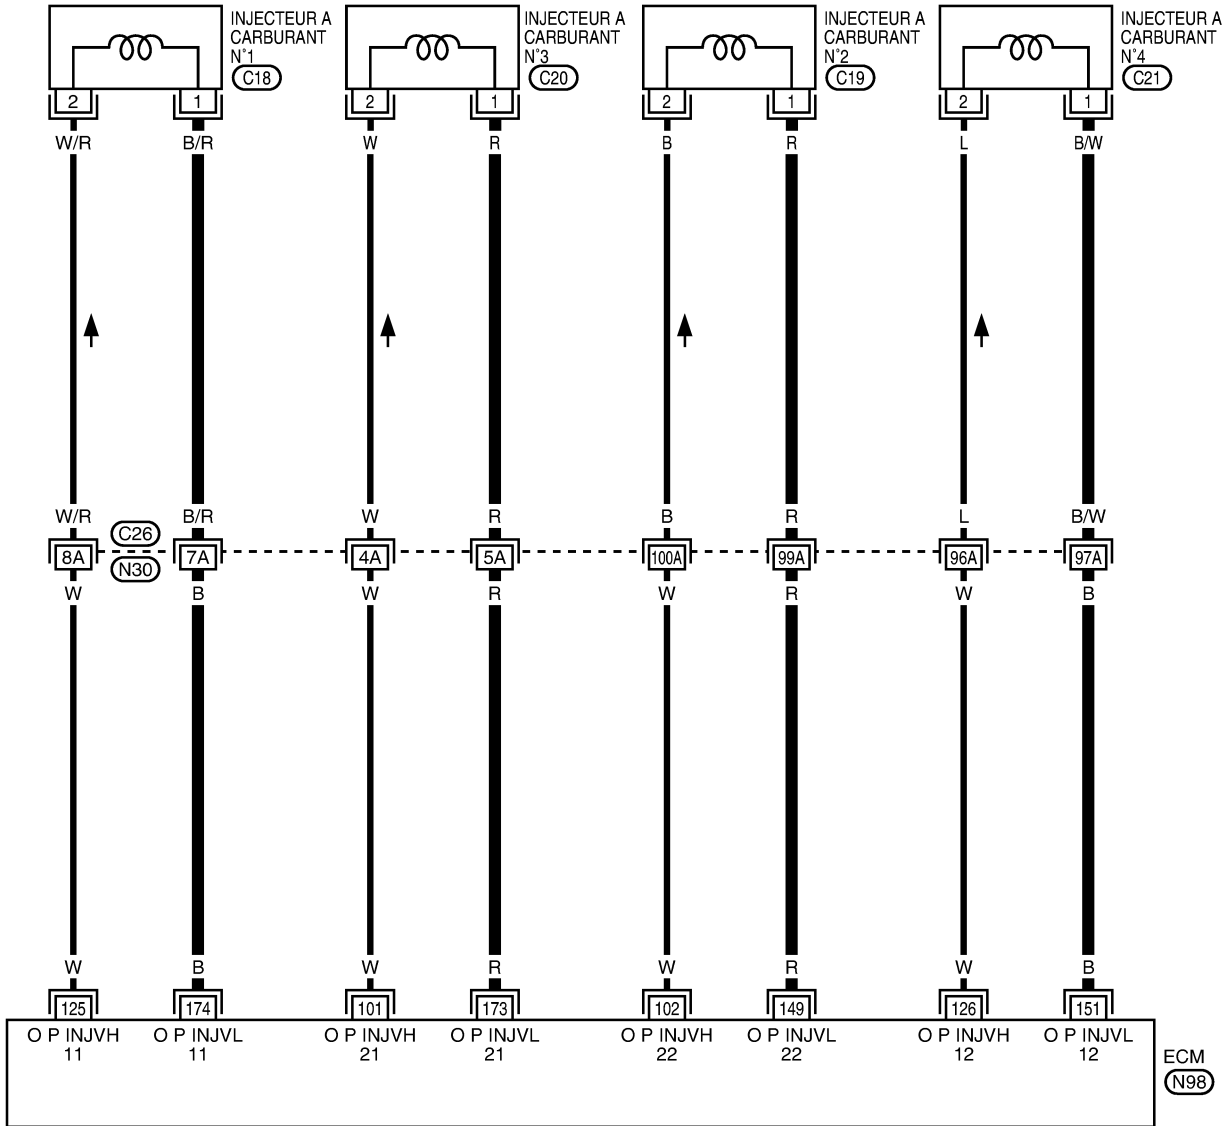 INJECTEUR A
CARBURANT
N°1
C18
INJECTEUR A
CARBURANT
N°3
C20
INJECTEUR A
CARBURANT
N°2
C19
INJECTEUR A
CARBURANT
N°4
C21
2 1 2 1 2 1 2 1
W/R B/R W R B R L B/W
W/R B/R W R B R L B/W
C26
8A 7A 4A 5A 100A 99A 96A 97A
N30
W B W R W R W B
W B W R W R W B
125 174 101 173 102 149 126 151
O P INJVH O P INJVL O P INJVH O P INJVL O P INJVH O P INJVL O P INJVH O P INJVL
11 11 21 21 22 22 12 12
ECM
N98